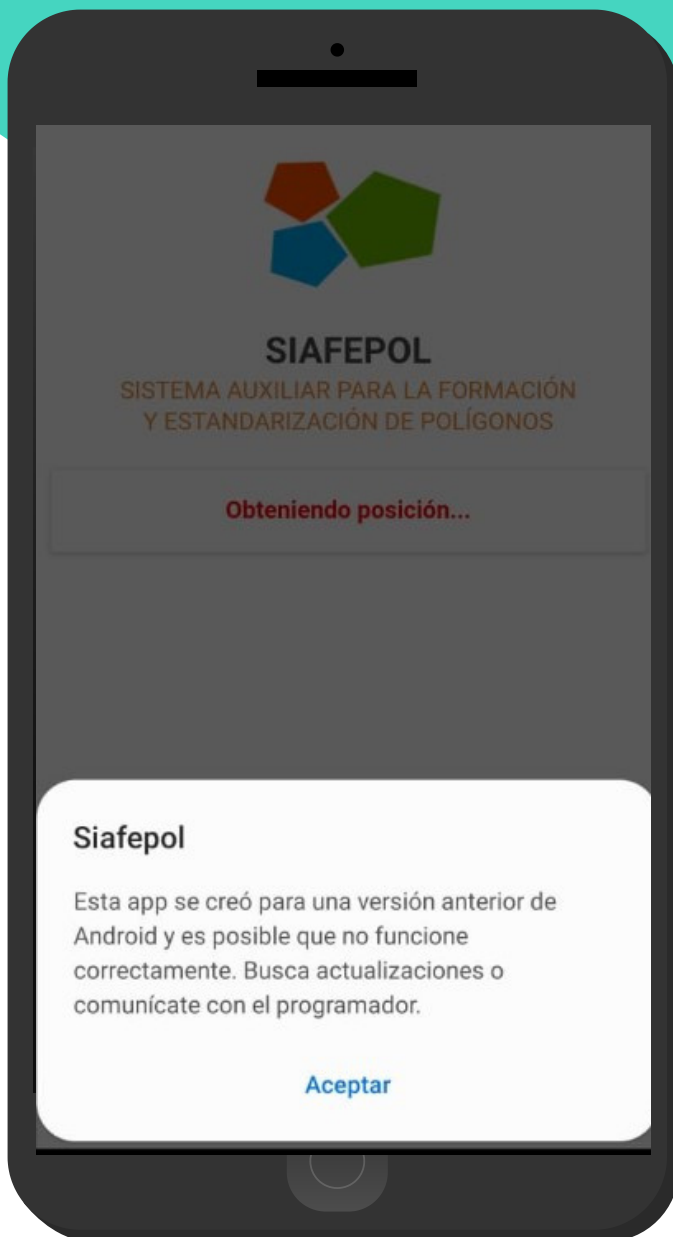 SIAFEPOL
SISTEMA AUXILIAR PARA LA FORMACIÓN
Y ESTANDARIZACIÓN DE POLÍGONOS
Obteniendo posición...
Siafepol
Esta app se creó para una versión anterior de
Android y es posible que no funcione
correctamente. Busca actualizaciones o
comunícate con el programador.
Aceptar